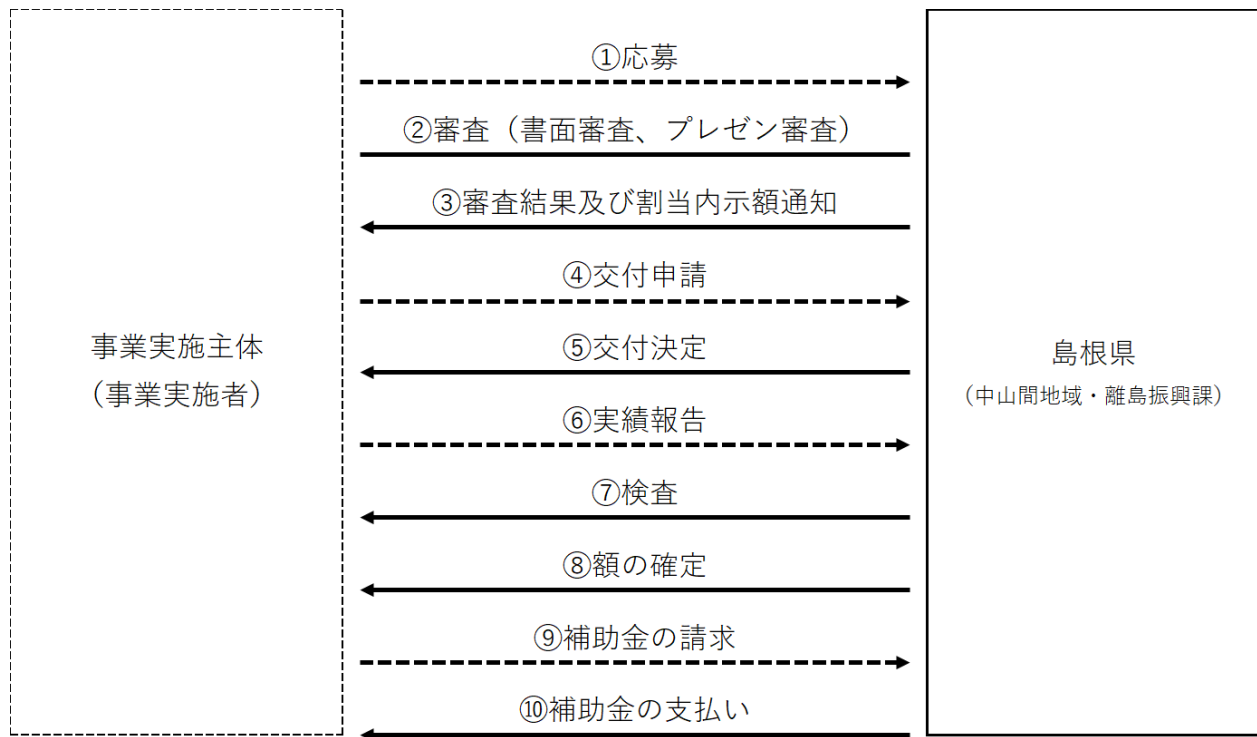 ①応募
②審査（書面審査、プレゼン審査）
③審査結果及び割当内示額通知
④交付申請
事業実施主体
（事業実施者）
⑤交付決定
島根県
（中山間地域・離島振興課）
⑥実績報告
⑦検査
⑧額の確定
⑨補助金の請求
⑩補助金の支払い